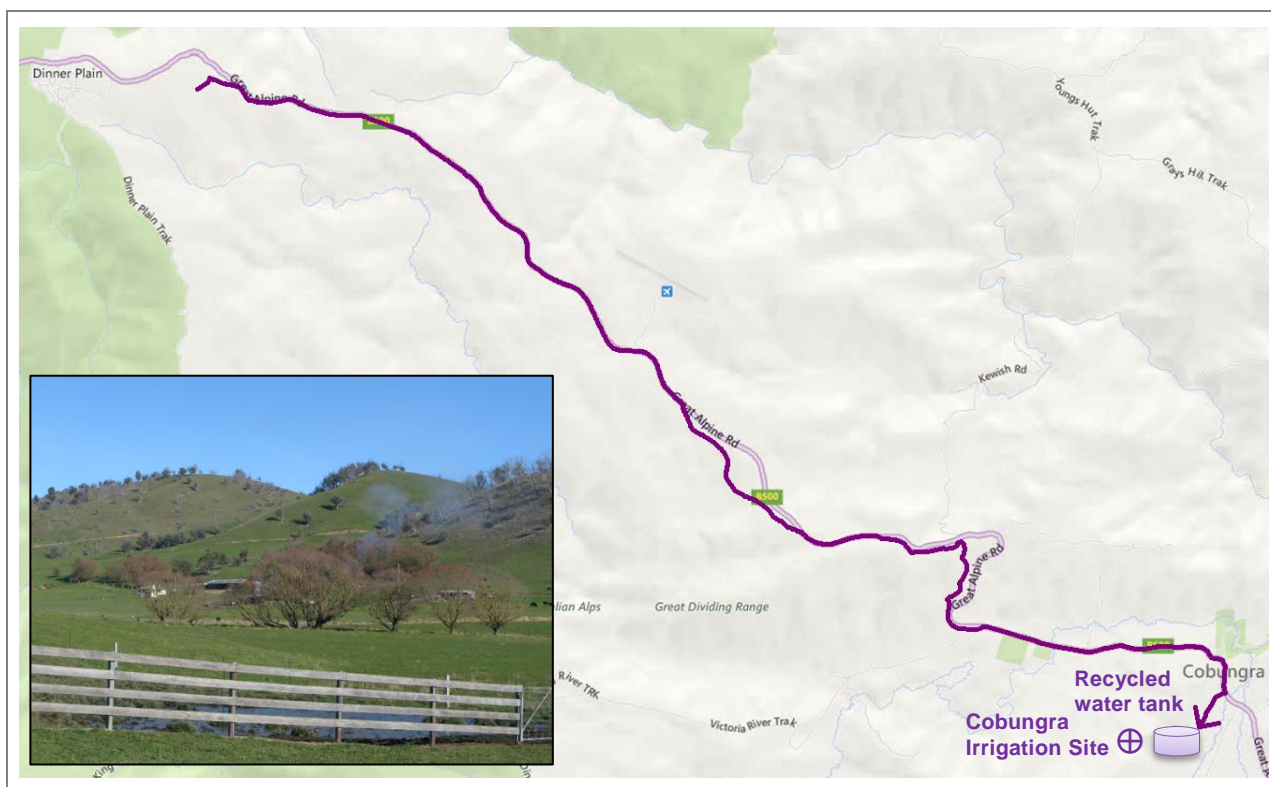 Dinner Plain
Great Alpine Rd
Youngs Hut Trak
Grays Hill Trak
Dinner Plain Trak
Kewish Rd
Great Alpine Rd
B500
Great Alpine Rd
Great Dividing Range
Cobungra
Recycled
water tank
Victoria River Trak
River TRK
Cobungra
Irrigation Site